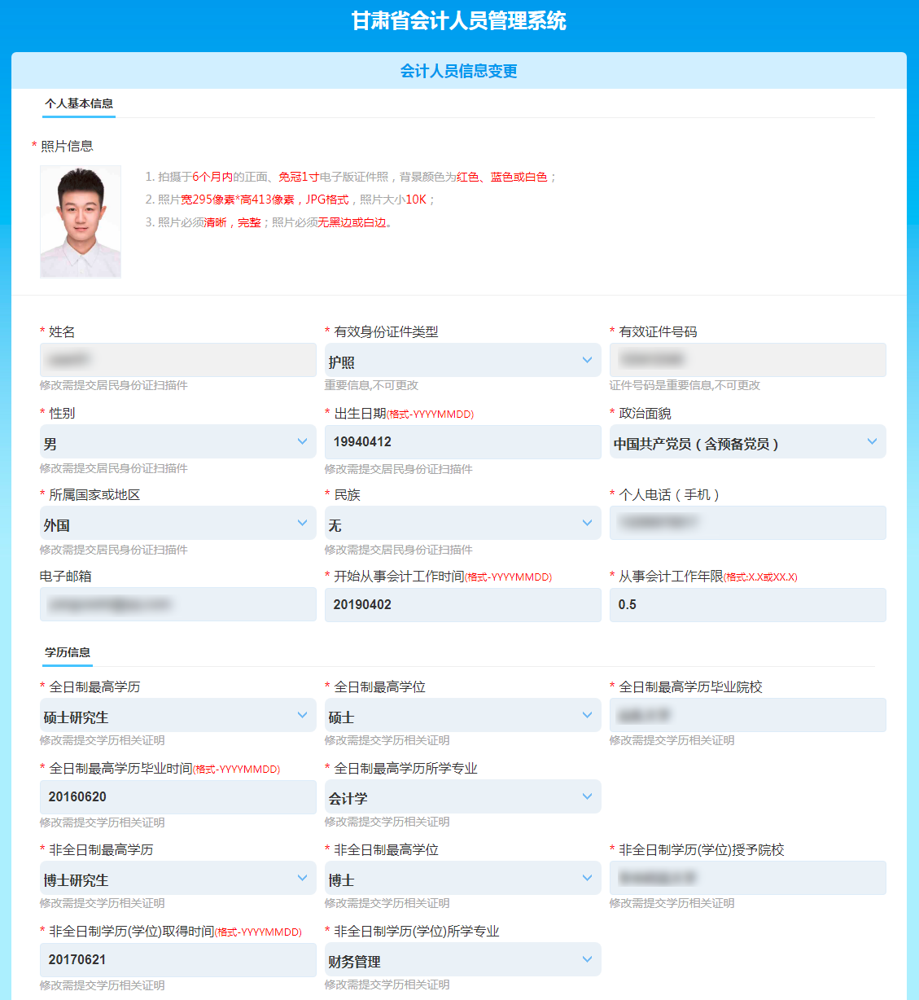 甘肃省会计人员管理系统
会计人员信息变更
个人基本信息
* 照片信息
1. 拍摄于6个月内的正面、免冠1寸电子版证件照，背景颜色为红色、蓝色或白色；
2. 照片宽295像素*高413像素，JPG格式，照片大小10K；
3. 照片必须清晰，完整；照片必须无黑边或白边。
* 姓名 * 有效身份证件类型 * 有效证件号码
护照
修改需提交居民身份证扫描件 重要信息,不可更改 证件号码是重要信息,不可更改
* 性别 * 出生日期(格式-YYYYMMDD) * 政治面貌
男 19940412 中国共产党员（含预备党员）
修改需提交居民身份证扫描件 修改需提交居民身份证扫描件
* 所属国家或地区 * 民族 * 个人电话（手机）
外国 无
修改需提交居民身份证扫描件 修改需提交居民身份证扫描件
电子邮箱 * 开始从事会计工作时间(格式-YYYYMMDD) * 从事会计工作年限(格式:X.X或XX.X)
20190402 0.5
学历信息
* 全日制最高学历 * 全日制最高学位 * 全日制最高学历毕业院校
硕士研究生 硕士
修改需提交学历相关证明 修改需提交学历相关证明 修改需提交学历相关证明
* 全日制最高学历毕业时间(格式-YYYYMMDD) * 全日制最高学历所学专业
20160620 会计学
修改需提交学历相关证明 修改需提交学历相关证明
* 非全日制最高学历 * 非全日制最高学位 * 非全日制学历(学位)授予院校
博士研究生 博士
修改需提交学历相关证明 修改需提交学历相关证明 修改需提交学历相关证明
* 非全日制学历(学位)取得时间(格式-YYYYMMDD) * 非全日制学历(学位)所学专业
20170621 财务管理
修改需提交学历相关证明 修改需提交学历相关证明